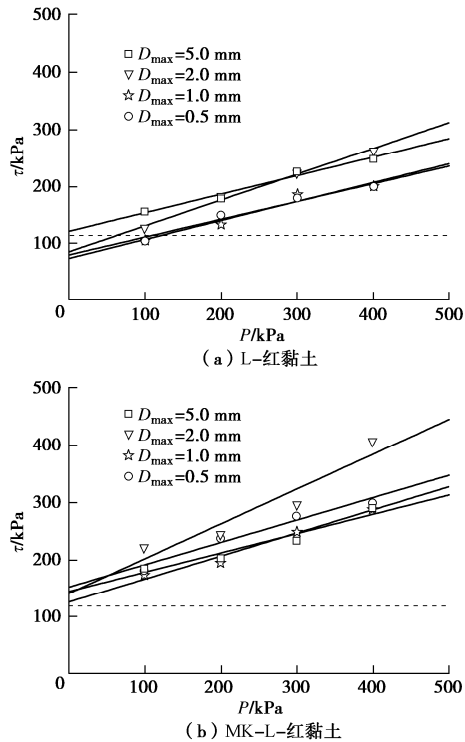 500
400
300
200
100
0
τ/kPa
D_max=5.0 mm
D_max=2.0 mm
D_max=1.0 mm
D_max=0.5 mm
100 200 300 400 500
P/kPa
(a) L-红黏土
500
400
300
200
100
0
τ/kPa
D_max=5.0 mm
D_max=2.0 mm
D_max=1.0 mm
D_max=0.5 mm
100 200 300 400 500
P/kPa
(b) MK-L-红黏土